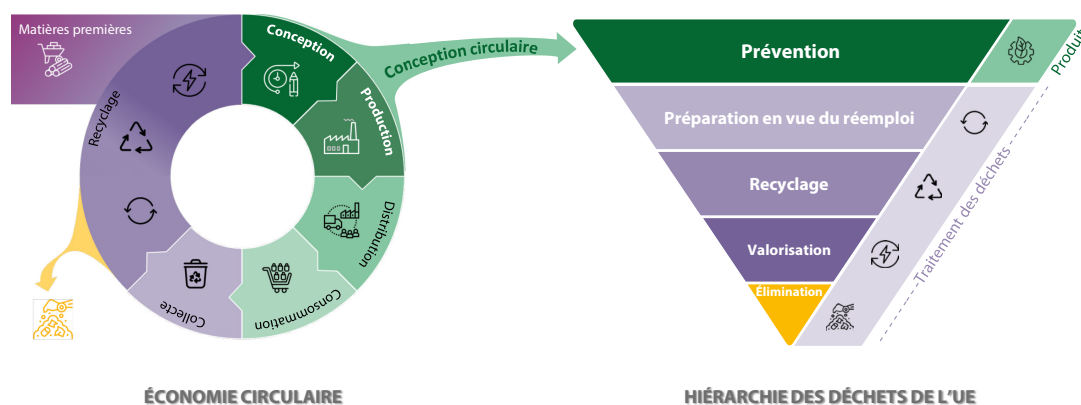 Matières premières
Conception
Production
Distribution
Consommation
Collecte
Recyclage
Conception circulaire
Prévention
Préparation en vue du réemploi
Recyclage
Valorisation
Élimination
Produit
Traitement des déchets
ÉCONOMIE CIRCULAIRE
HIÉRARCHIE DES DÉCHETS DE L’UE